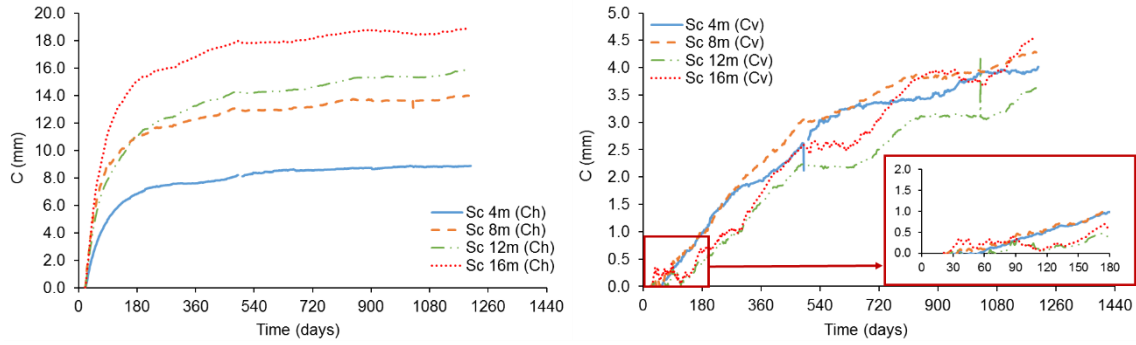 20.0
18.0
16.0
14.0
12.0
10.0
8.0
6.0
4.0
2.0
0.0
C (mm)
Sc 4m (Ch)
Sc 8m (Ch)
Sc 12m (Ch)
Sc 16m (Ch)
0 180 360 540 720 900 1080 1260 1440
Time (days)
5.0
4.5
4.0
3.5
3.0
2.5
2.0
1.5
1.0
0.5
0.0
C (mm)
Sc 4m (Cv)
Sc 8m (Cv)
Sc 12m (Cv)
Sc 16m (Cv)
2.0
1.5
1.0
0.5
0.0
0 30 60 90 120 150 180
0 180 360 540 720 900 1080 1260 1440
Time (days)